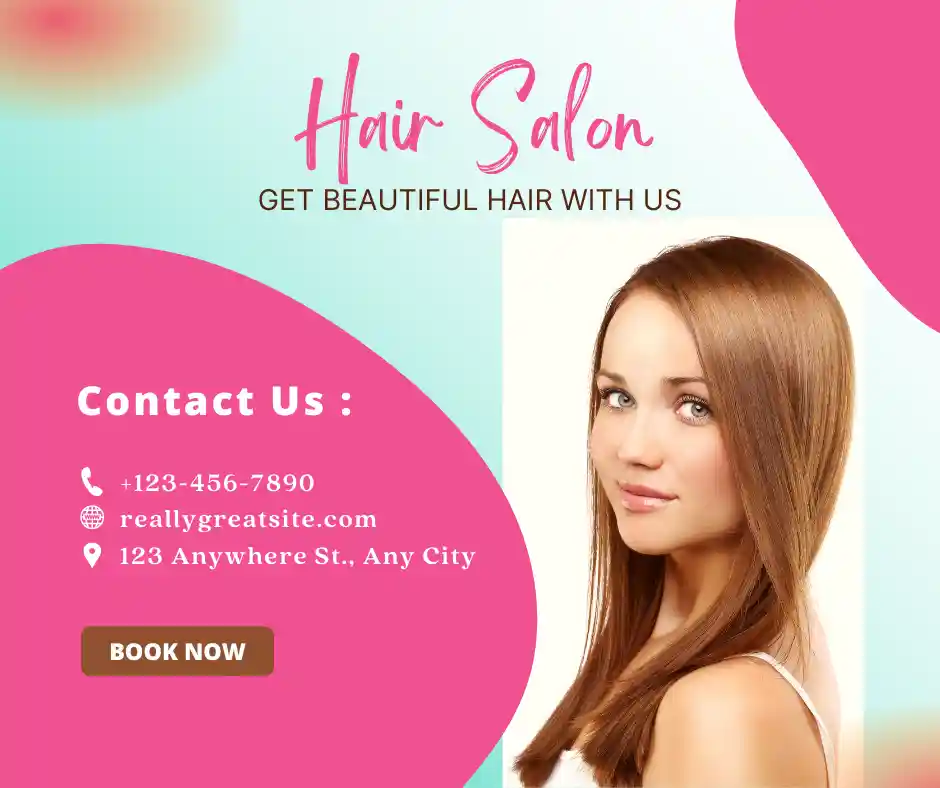 Hair Salon
GET BEAUTIFUL HAIR WITH US
Contact Us :
+123-456-7890
reallygreatsite.com
123 Anywhere St., Any City
BOOK NOW